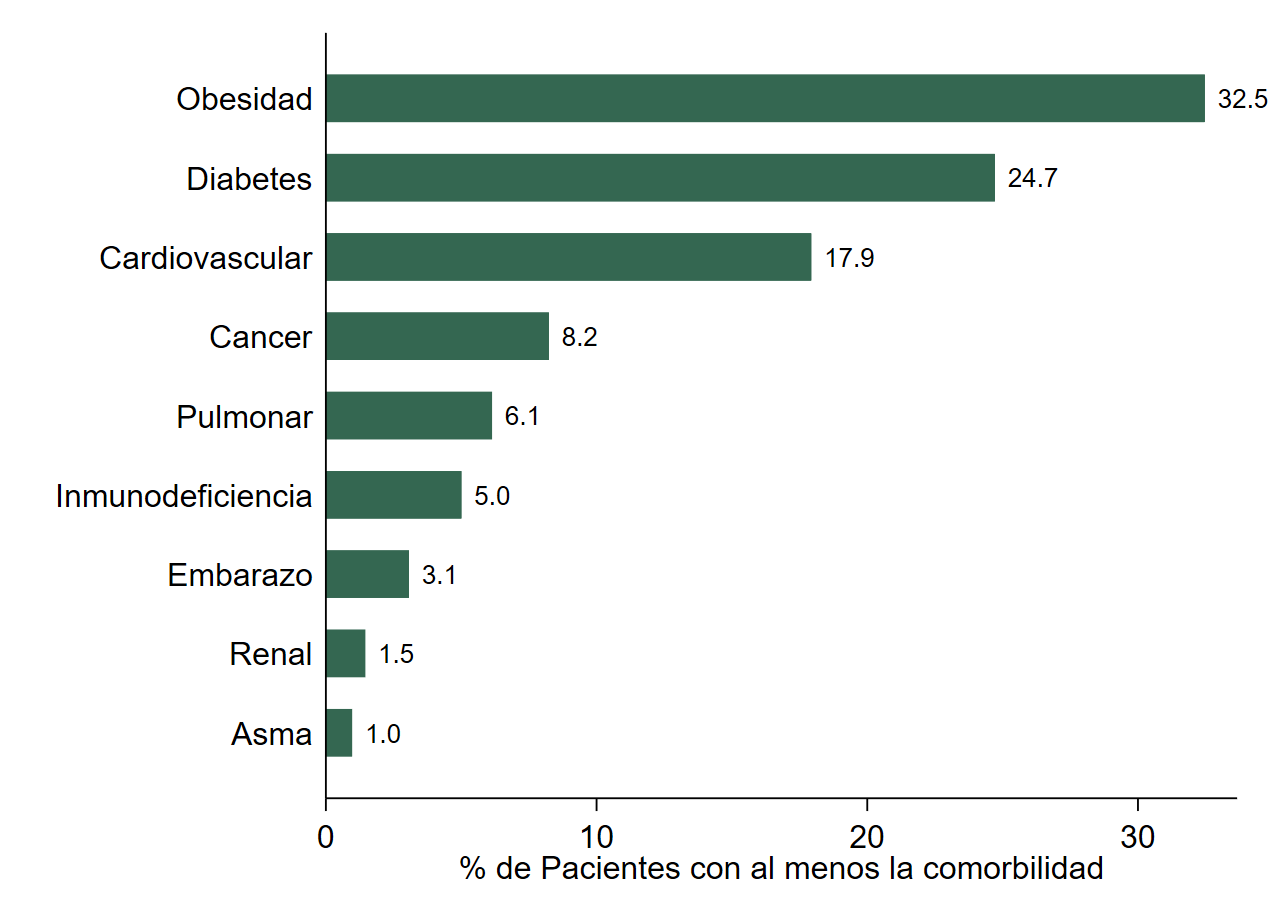 Obesidad 32.5
Diabetes 24.7
Cardiovascular 17.9
Cancer 8.2
Pulmonar 6.1
Inmunodeficiencia 5.0
Embarazo 3.1
Renal 1.5
Asma 1.0
0 10 20 30
% de Pacientes con al menos la comorbilidad